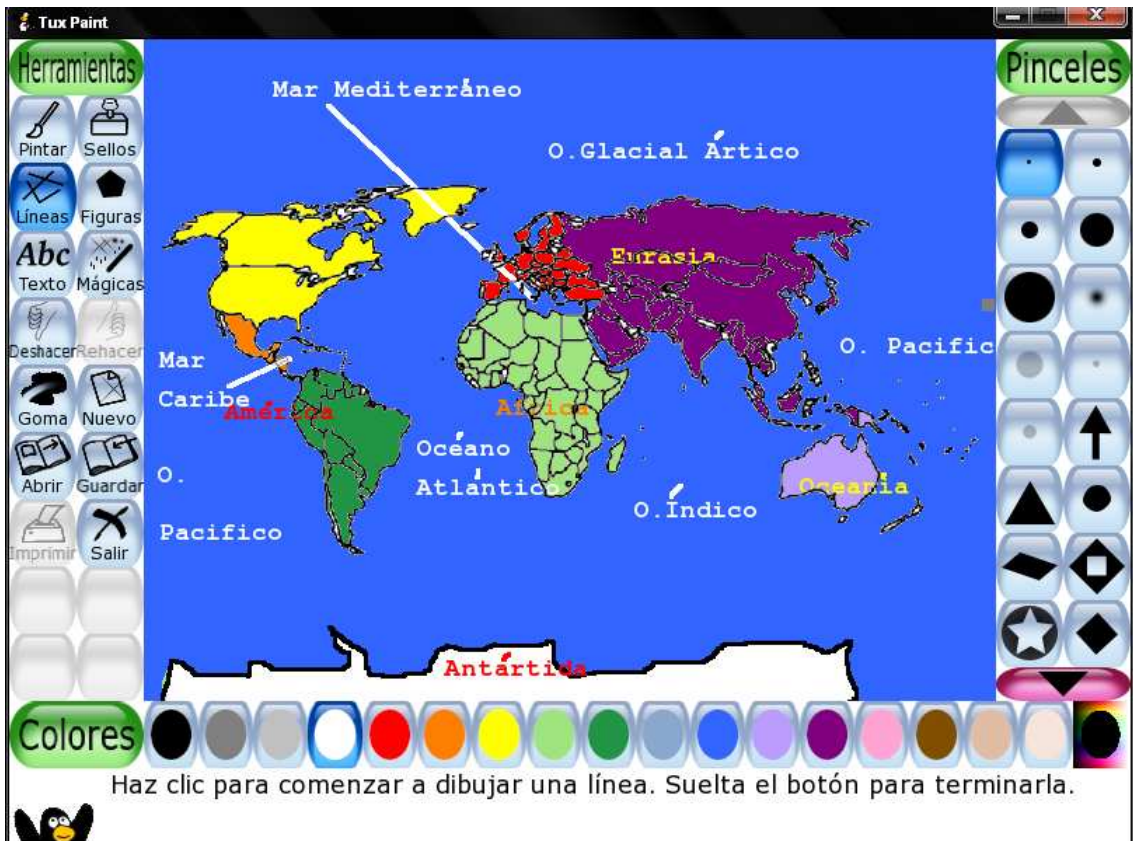 Tux Paint
Herramientas
Pintar Sellos
Líneas Figuras
Abc
Texto Mágicas
Deshacer Rehacer
Goma Nuevo
Abrir Guardar
Imprimir Salir
Mar Mediterráneo
O.Glacial Ártico
Eurasia
O. Pacific
Mar
Caribe
América
Africa
Océano
Atlántico
O.
Pacifico
O.Índico
Oceanía
Antártida
Pinceles
Colores
Haz clic para comenzar a dibujar una línea. Suelta el botón para terminarla.